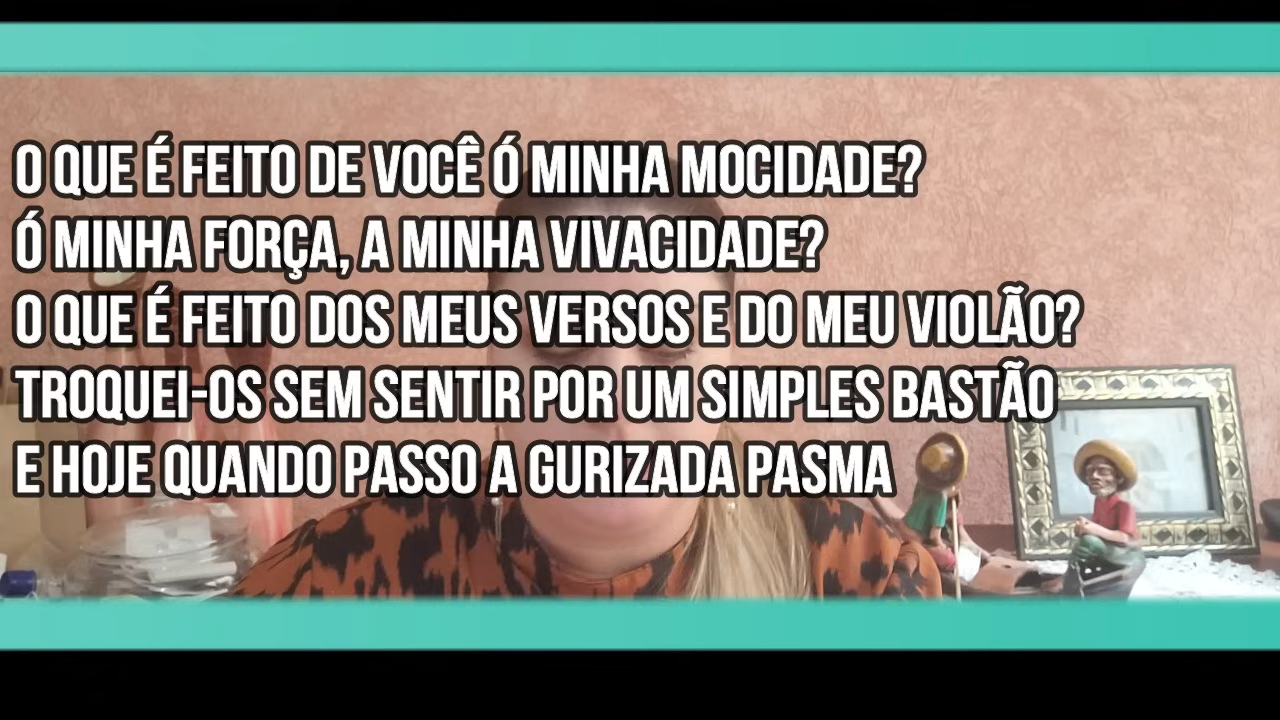 O QUE É FEITO DE VOCÊ Ó MINHA MOCIDADE?
Ó MINHA FORÇA, A MINHA VIVACIDADE?
O QUE É FEITO DOS MEUS VERSOS E DO MEU VIOLÃO?
TROQUEI-OS SEM SENTIR POR UM SIMPLES BASTÃO
E HOJE QUANDO PASSO A GURIZADA PASMA